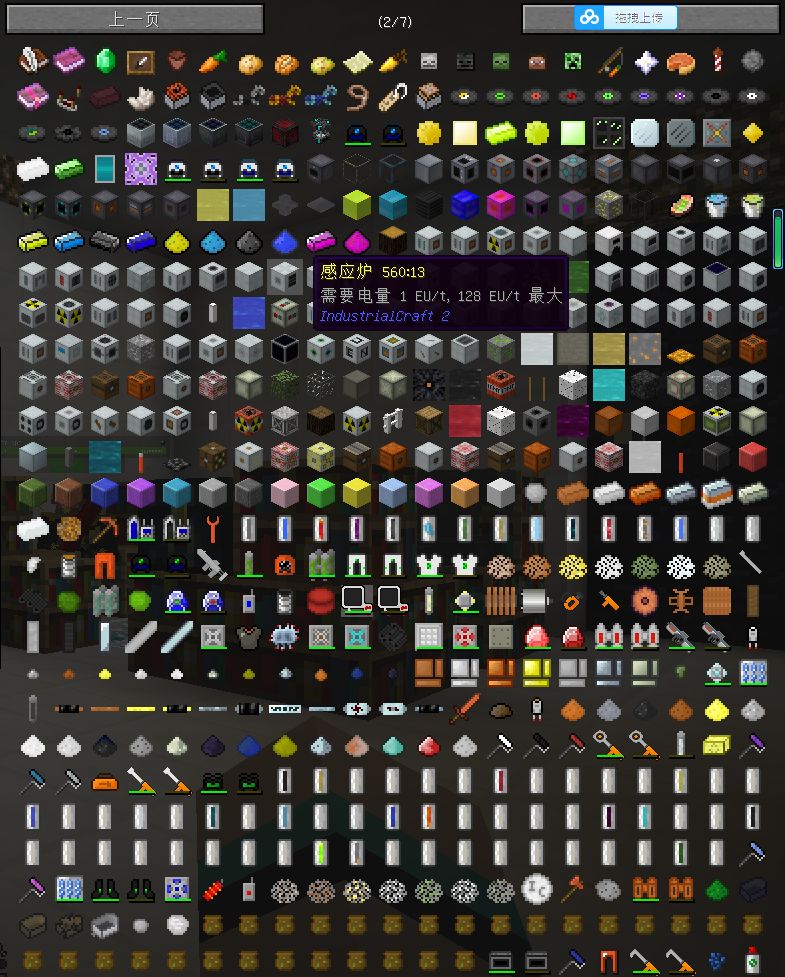 上一页
(2/7)
拖拽上传
感应炉 560:13
需要电量 1 EU/t, 128 EU/t 最大
IndustrialCraft 2